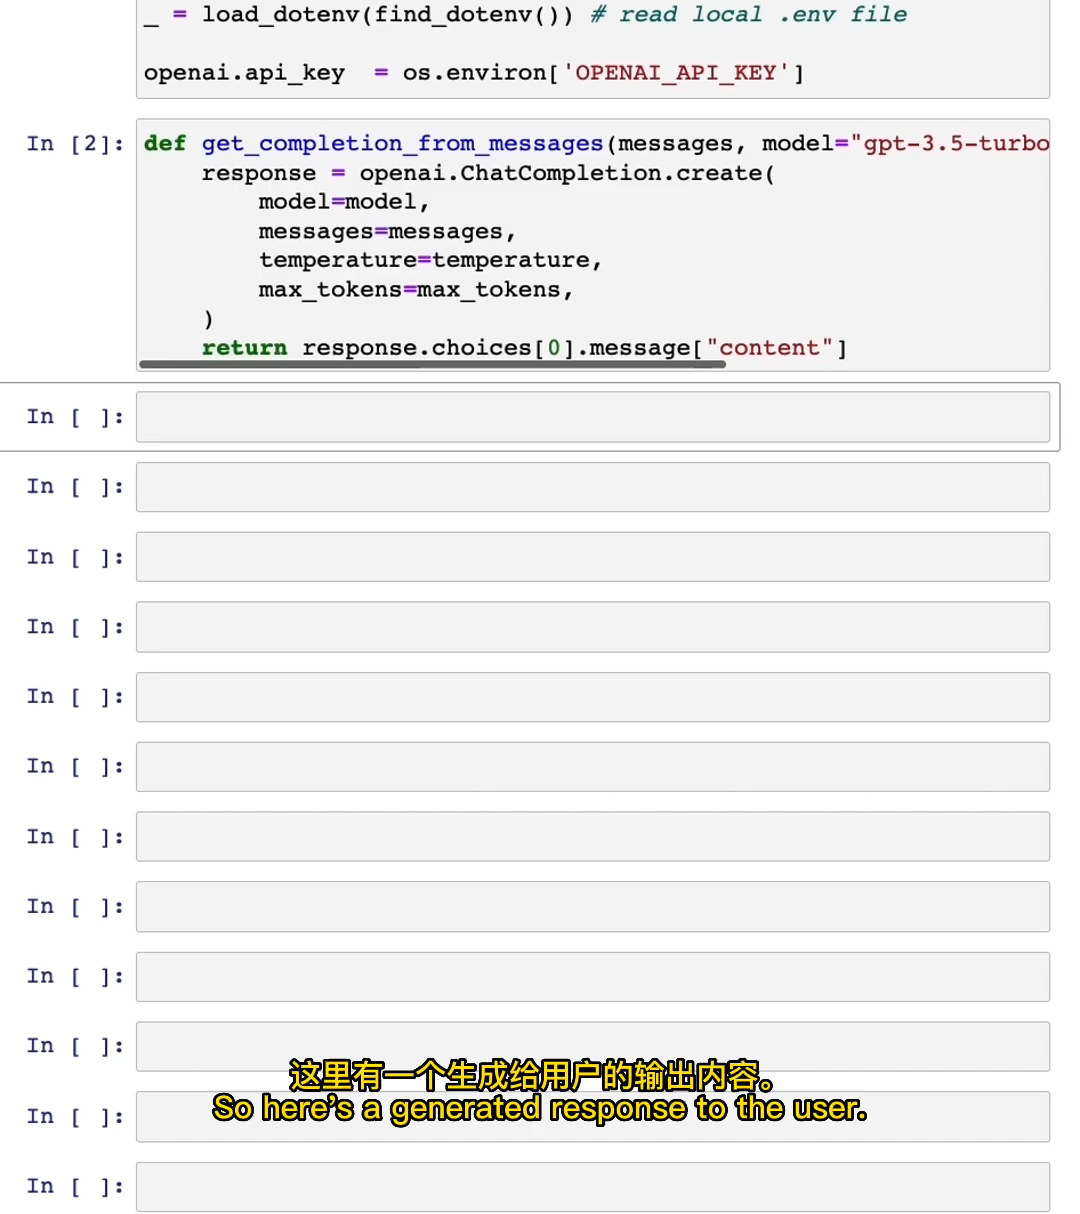 _ = load_dotenv(find_dotenv()) # read local .env file
openai.api_key  = os.environ['OPENAI_API_KEY']
In [2]: def get_completion_from_messages(messages, model="gpt-3.5-turbo
response = openai.ChatCompletion.create(
model=model,
messages=messages,
temperature=temperature,
max_tokens=max_tokens,
)
return response.choices[0].message["content"]
In [ ]:
In [ ]:
In [ ]:
In [ ]:
In [ ]:
In [ ]:
In [ ]:
In [ ]:
In [ ]:
In [ ]:
这里有一个生成给用户的输出内容。
So here's a generated response to the user.
In [ ]:
In [ ]: